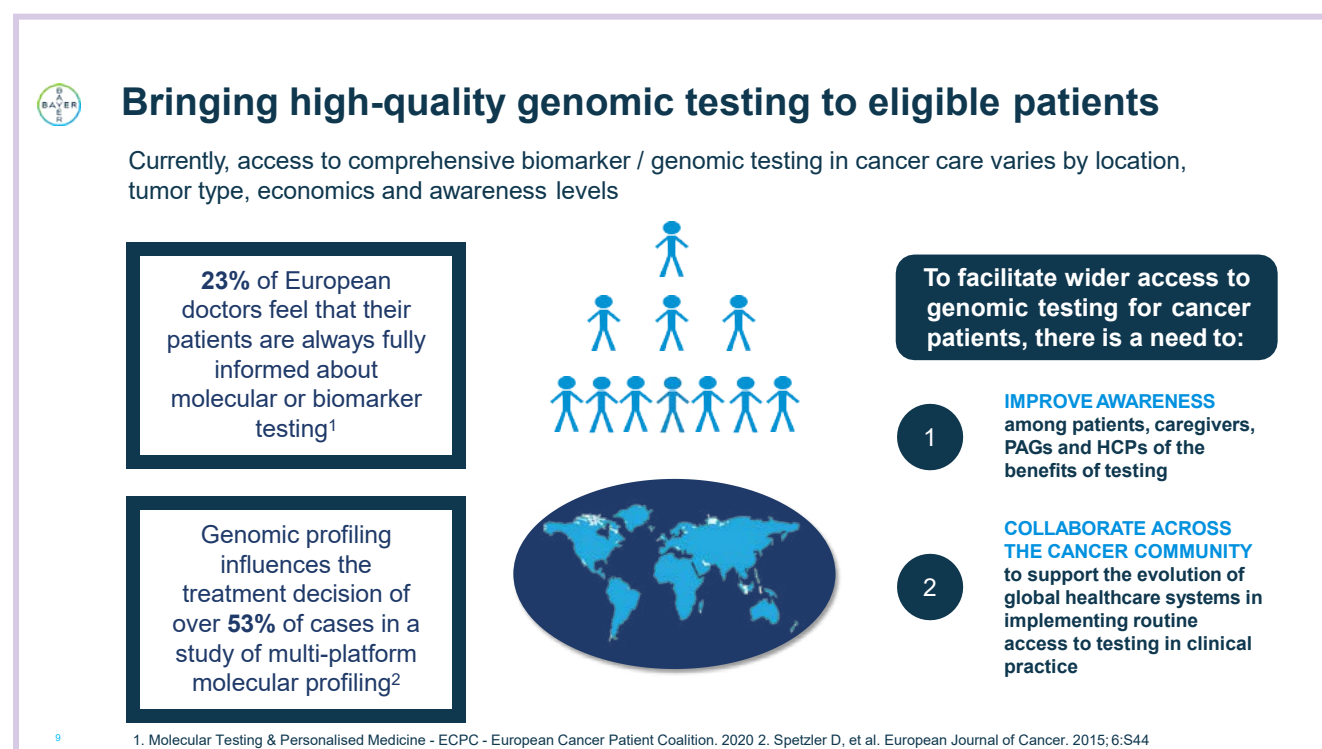 BAYER
BAYER
Bringing high-quality genomic testing to eligible patients
Currently, access to comprehensive biomarker / genomic testing in cancer care varies by location,
tumor type, economics and awareness levels
23% of European
doctors feel that their
patients are always fully
informed about
molecular or biomarker
testing¹
Genomic profiling
influences the
treatment decision of
over 53% of cases in a
study of multi-platform
molecular profiling²
To facilitate wider access to
genomic testing for cancer
patients, there is a need to:
1
IMPROVE AWARENESS
among patients, caregivers,
PAGs and HCPs of the
benefits of testing
2
COLLABORATE ACROSS
THE CANCER COMMUNITY
to support the evolution of
global healthcare systems in
implementing routine
access to testing in clinical
practice
9
1. Molecular Testing & Personalised Medicine - ECPC - European Cancer Patient Coalition. 2020 2. Spetzler D, et al. European Journal of Cancer. 2015; 6:S44